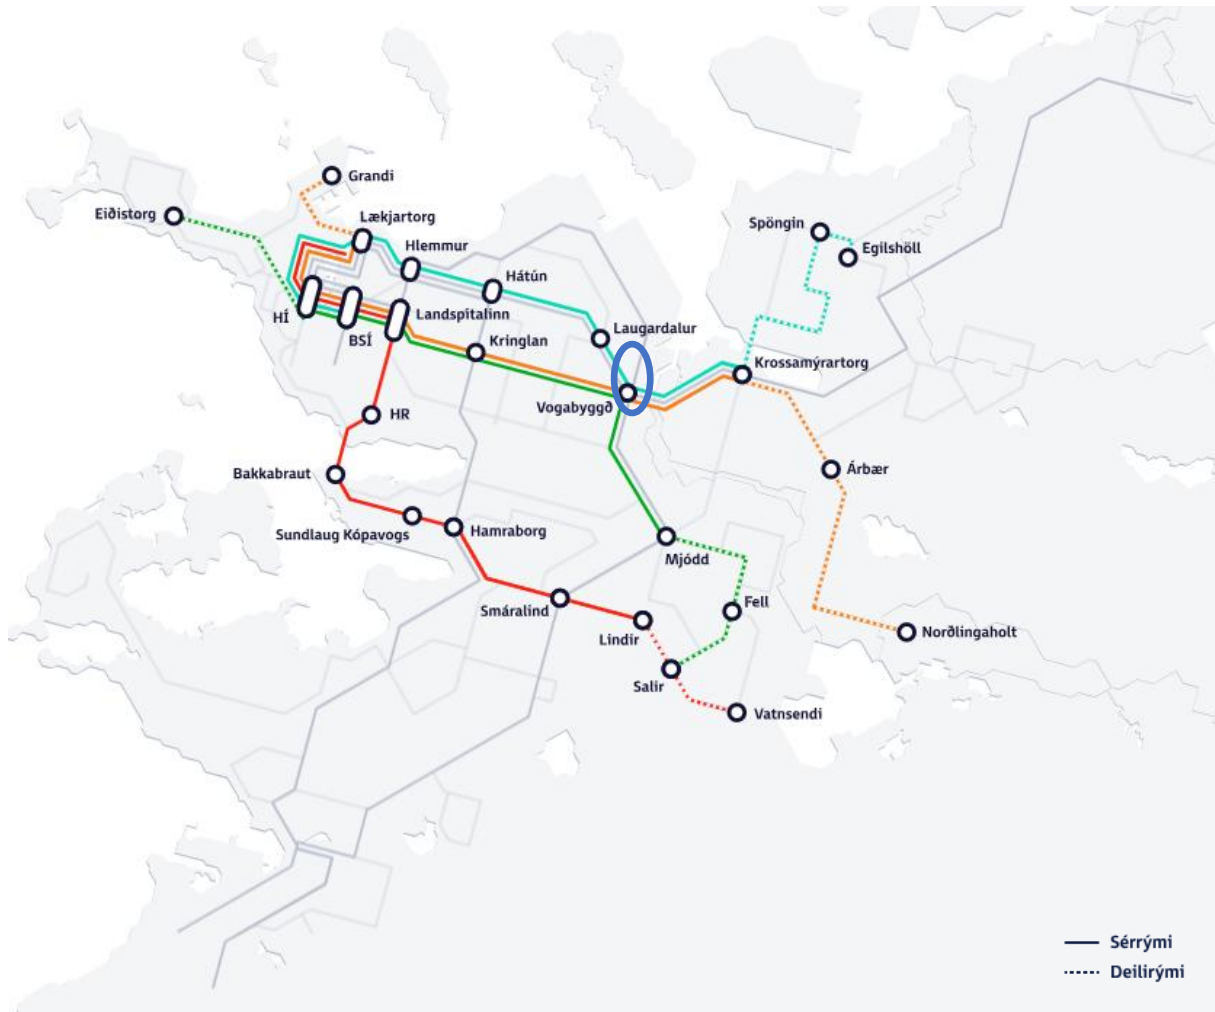 Grandi
Eiðistorg
Lækjartorg
Spöngin
Hlemmur
Egilshöll
Hátún
HÍ
Landspítalinn
Laugardalur
BSÍ
Kringlan
Krossamýrartorg
Vogabyggð
HR
Bakkabraut
Árbær
Sundlaug Kópavogs
Hamraborg
Mjódd
Smáralind
Fell
Lindir
Norðlingaholt
Salir
Vatnsendi
Sérrými
Deilirými